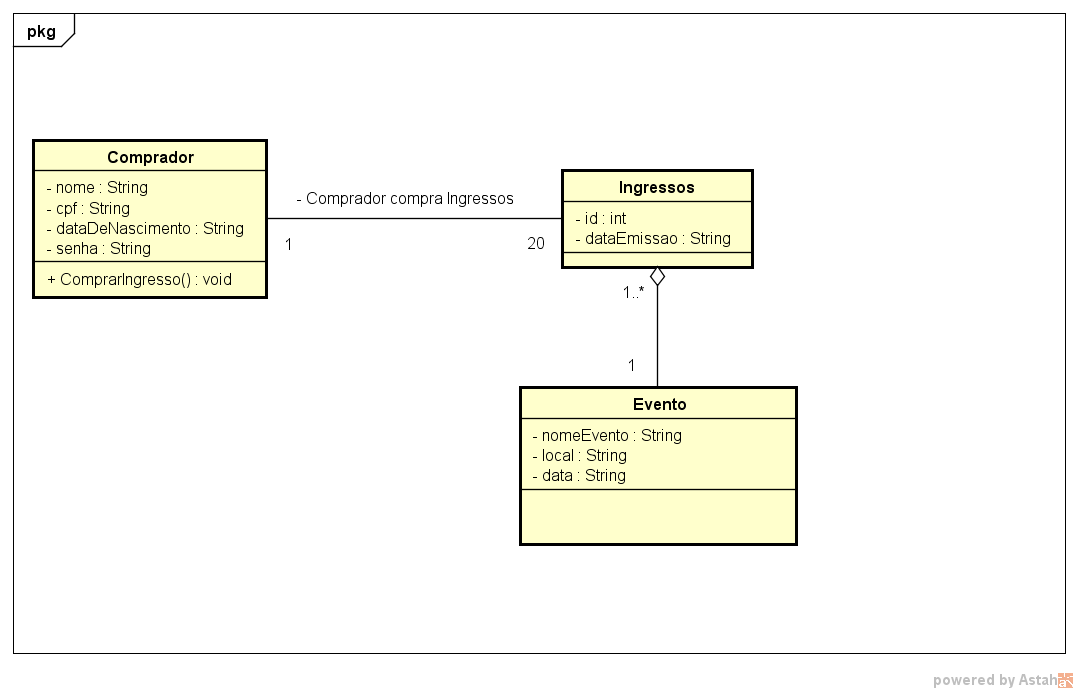 pkg
Comprador
- nome : String
- cpf : String
- dataDeNascimento : String
- senha : String
+ ComprarIngresso() : void
- Comprador compra Ingressos
1
20
Ingressos
- id : int
- dataEmissao : String
1..*
1
Evento
- nomeEvento : String
- local : String
- data : String
powered by Astah